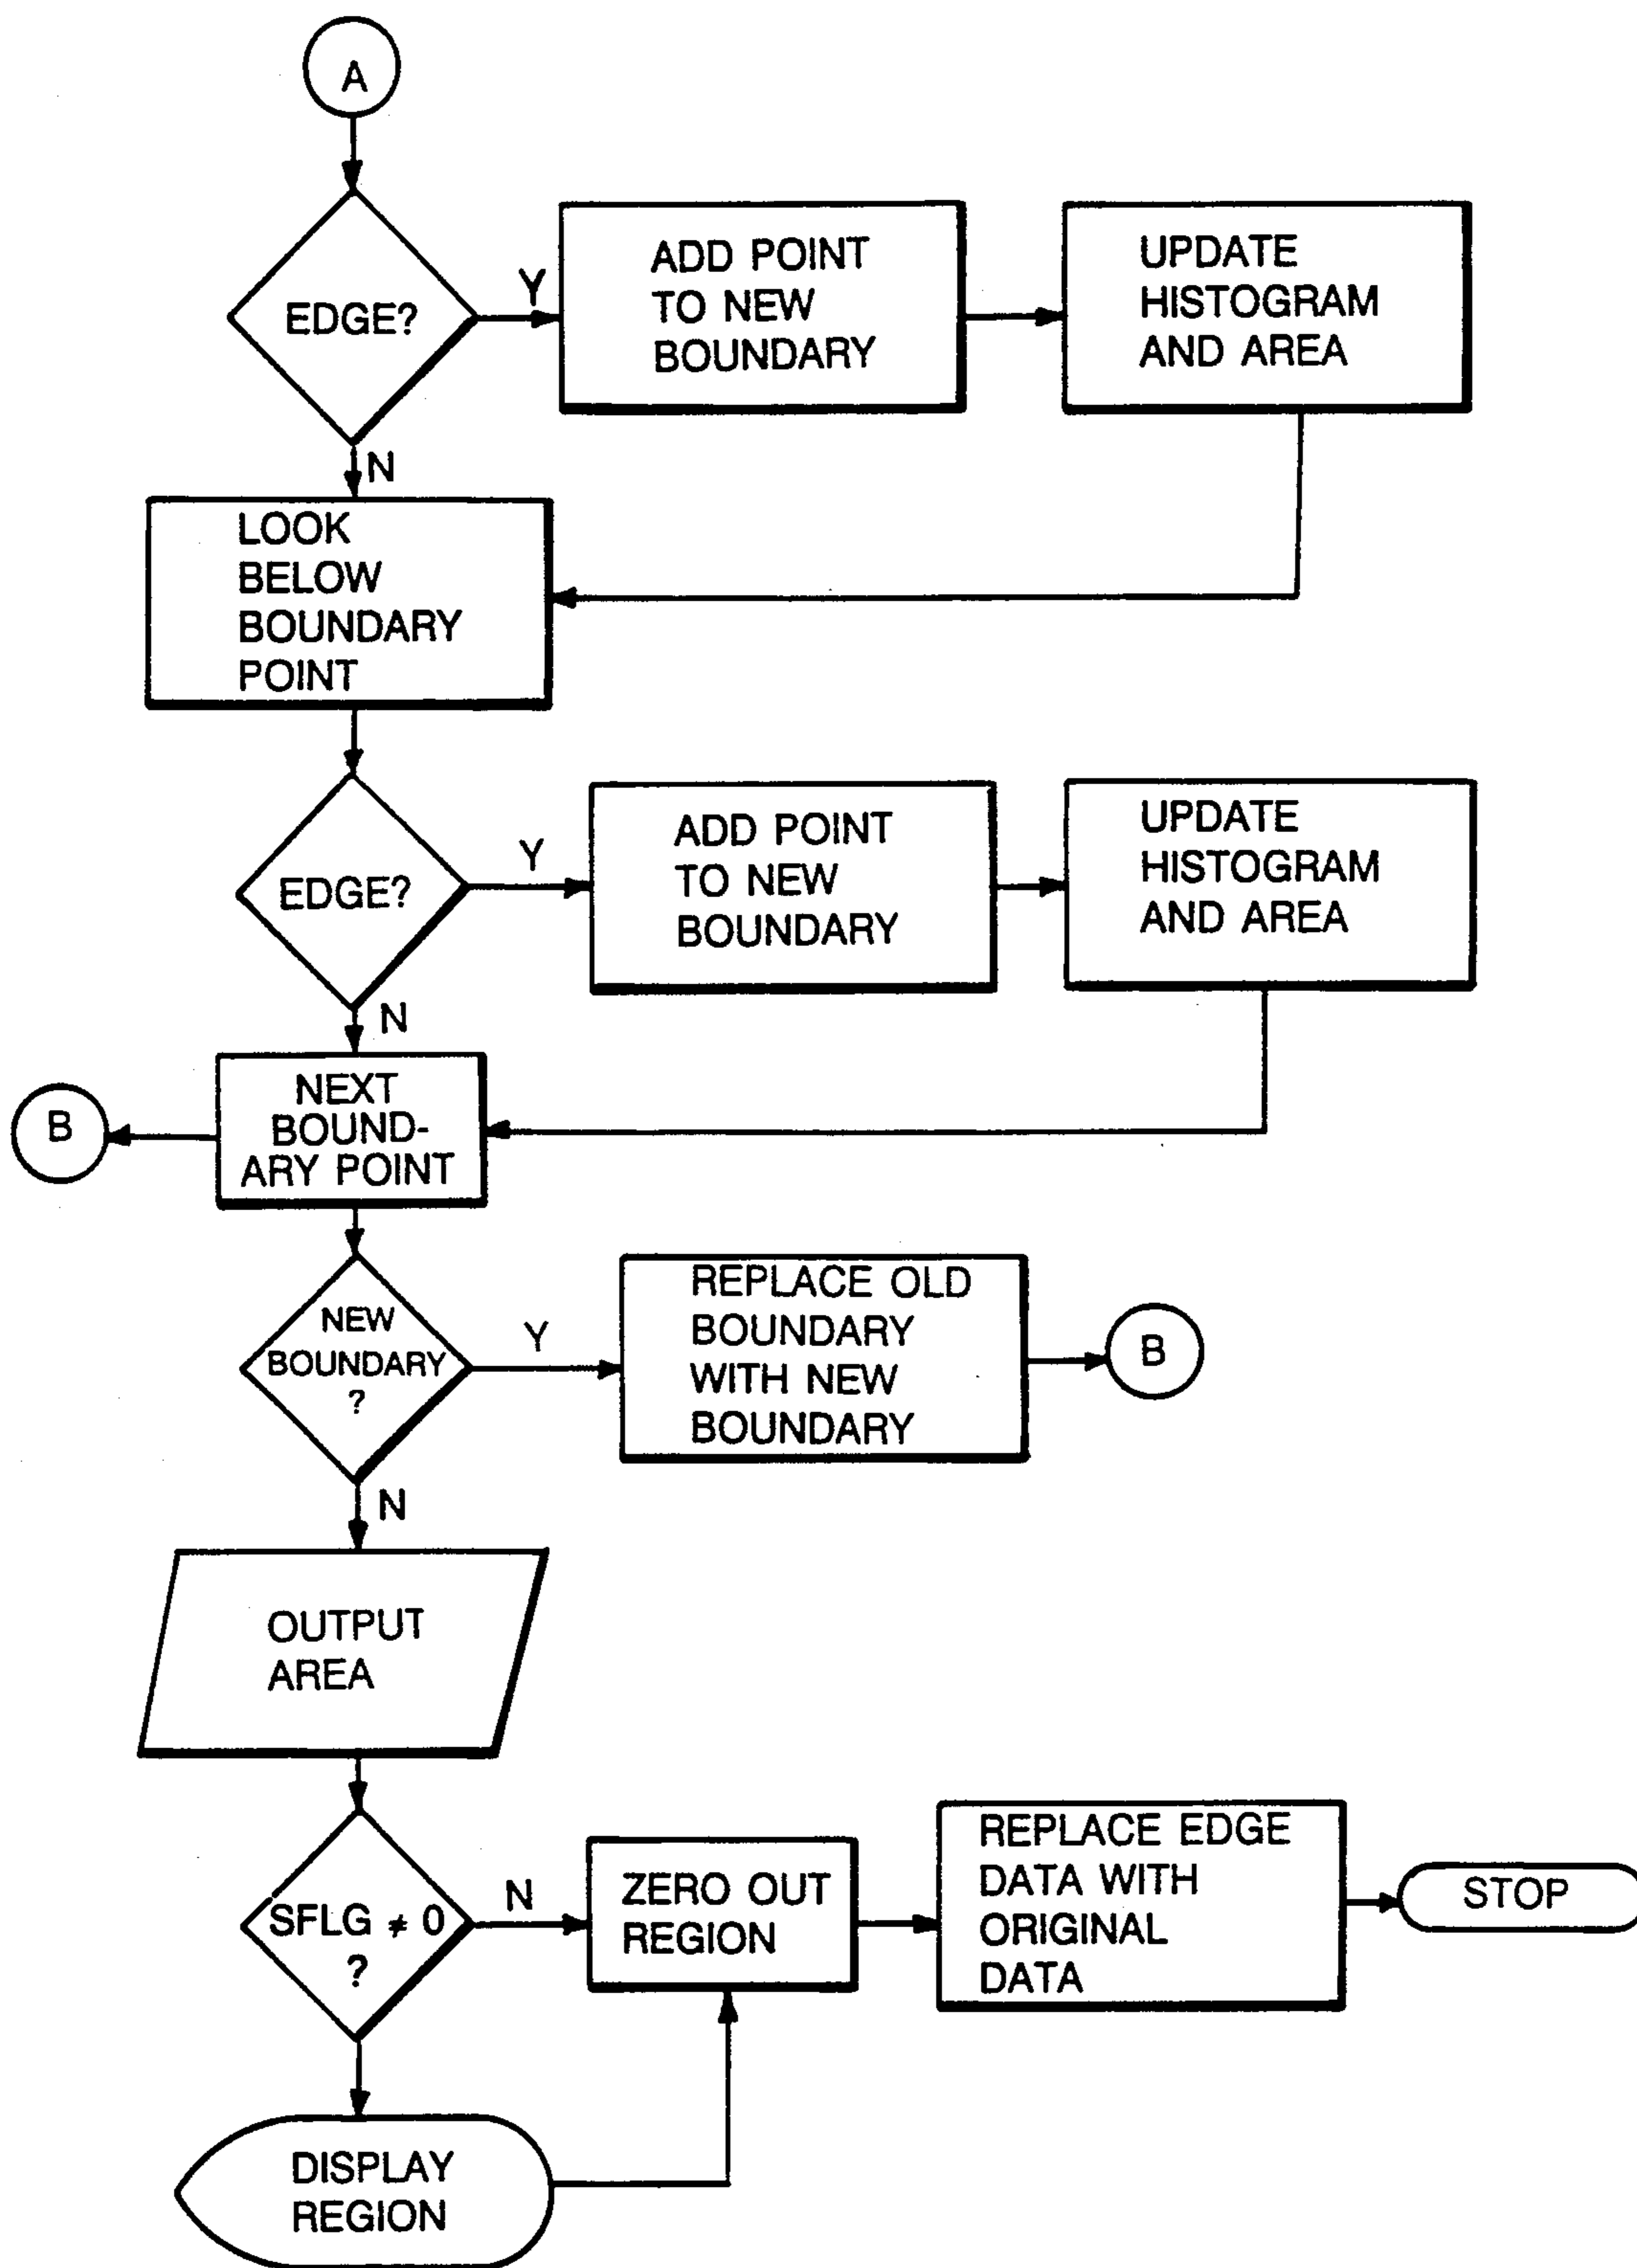 A
EDGE?
Y
ADD POINT
TO NEW
BOUNDARY
UPDATE
HISTOGRAM
AND AREA
N
LOOK
BELOW
BOUNDARY
POINT
EDGE?
Y
ADD POINT
TO NEW
BOUNDARY
UPDATE
HISTOGRAM
AND AREA
N
NEXT
BOUND-
ARY POINT
B
NEW
BOUNDARY
?
Y
REPLACE OLD
BOUNDARY
WITH NEW
BOUNDARY
B
N
OUTPUT
AREA
SFLG ≠ 0
?
N
ZERO OUT
REGION
REPLACE EDGE
DATA WITH
ORIGINAL
DATA
STOP
DISPLAY
REGION